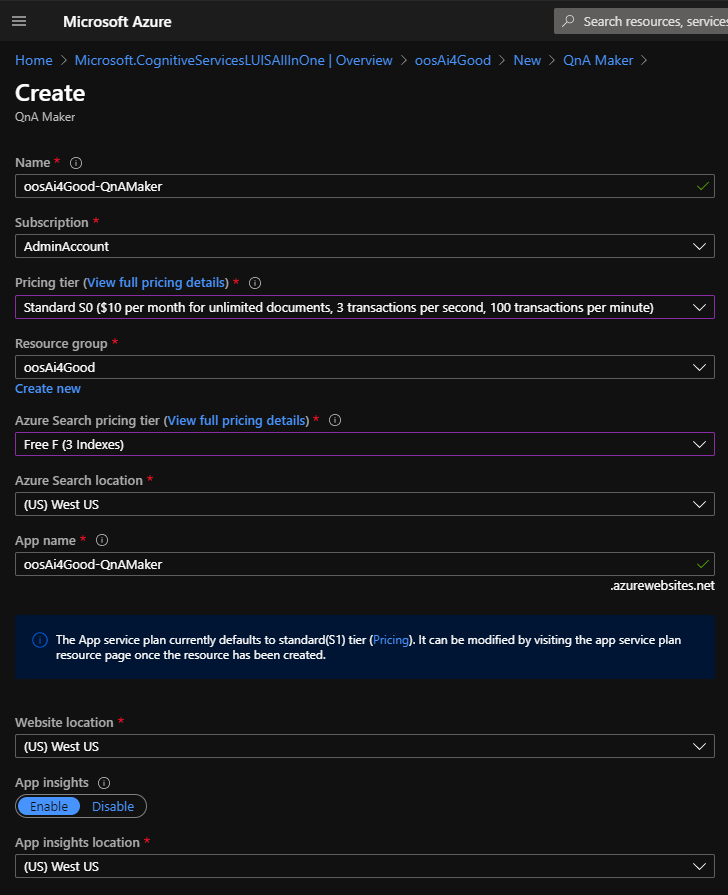 Microsoft Azure
Search resources, services
Home > Microsoft.CognitiveServicesLUISAllInOne | Overview > oosAi4Good > New > QnA Maker >
Create
QnA Maker
Name *
oosAi4Good-QnAMaker
Subscription *
AdminAccount
Pricing tier (View full pricing details) *
Standard S0 ($10 per month for unlimited documents, 3 transactions per second, 100 transactions per minute)
Resource group *
oosAi4Good
Create new
Azure Search pricing tier (View full pricing details) *
Free F (3 Indexes)
Azure Search location *
(US) West US
App name *
oosAi4Good-QnAMaker
.azurewebsites.net
The App service plan currently defaults to standard(S1) tier (Pricing). It can be modified by visiting the app service plan
resource page once the resource has been created.
Website location *
(US) West US
App insights
Enable Disable
App insights location *
(US) West US